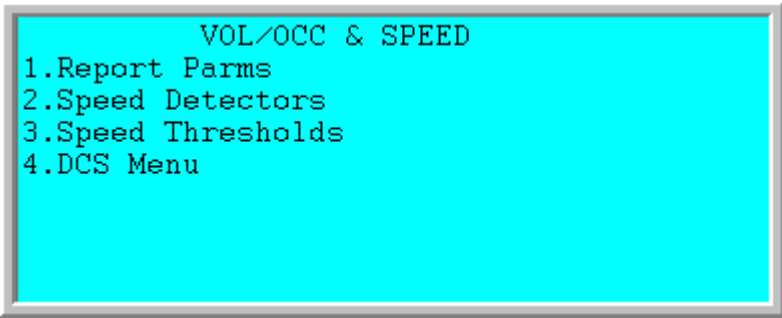 VOL/OCC & SPEED
1.Report Parms
2.Speed Detectors
3.Speed Thresholds
4.DCS Menu